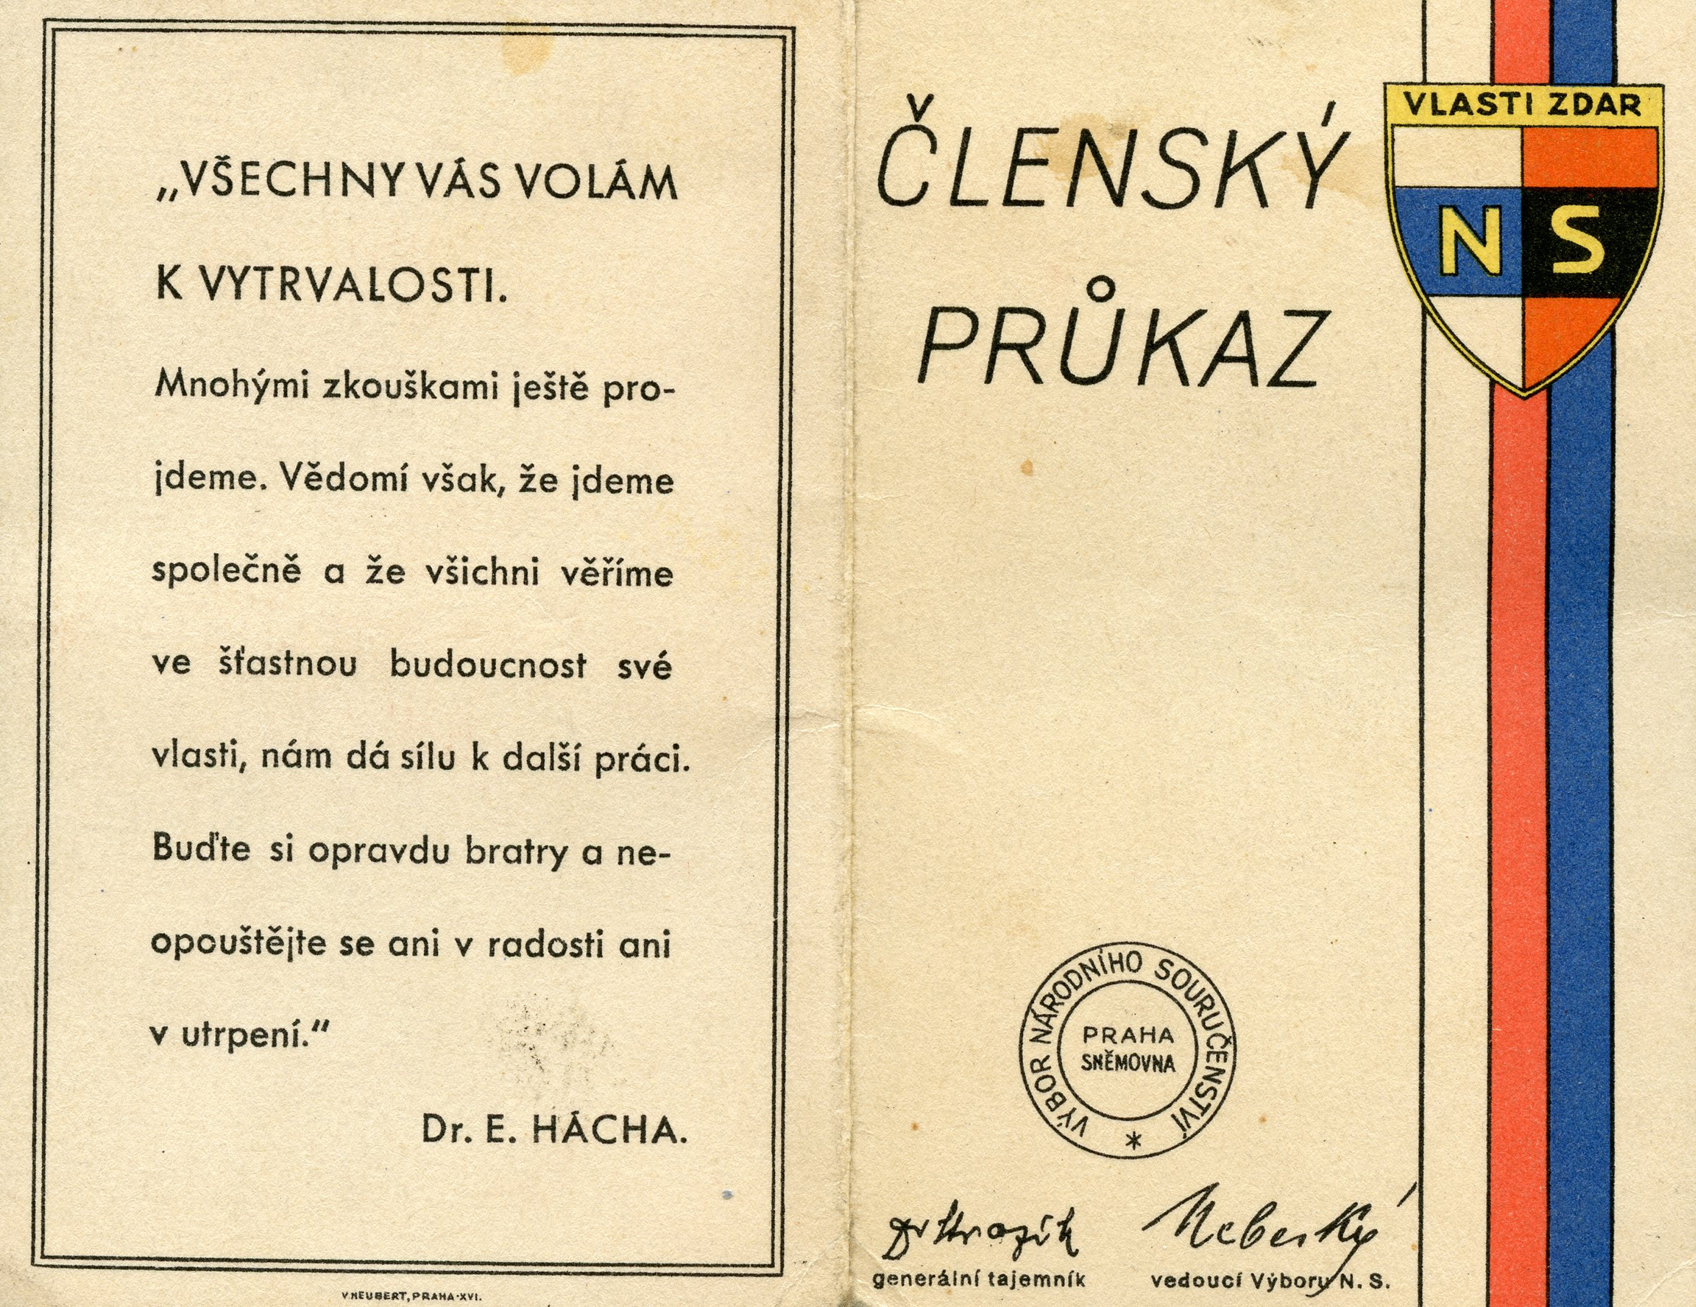 „VŠECHNY VÁS VOLÁM
K VYTRVALOSTI.
Mnohými zkouškami ještě pro-
jdeme. Vědomí však, že jdeme
společně a že všichni věříme
ve šťastnou budoucnost své
vlasti, nám dá sílu k další práci.
Buďte si opravdu bratry a ne-
opouštějte se ani v radosti ani
v utrpení.“
Dr. E. HÁCHA.
V.NEUBERT, PRAHA-XVI.
ČLENSKÝ
PRŮKAZ
VLASTI ZDAR
NS
VÝBOR NÁRODNÍHO SOURUČENSTVÍ
PRAHA
SNĚMOVNA
*
Neberský
generální tajemník
vedoucí Výboru N. S.